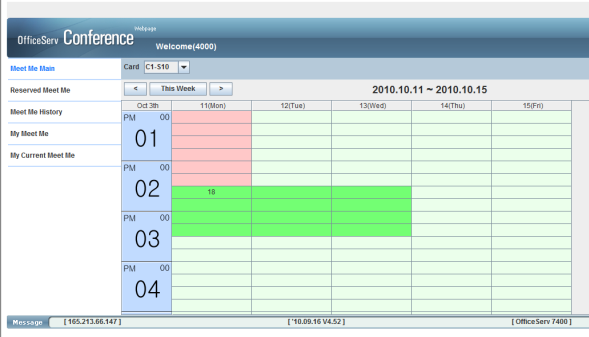 OfficeServ Conference Webpage
Welcome(4000)
Meet Me Main
Reserved Meet Me
Meet Me History
My Meet Me
My Current Meet Me
Card C1-S10
< This Week > 2010.10.11 ~ 2010.10.15
Oct 3th 11(Mon) 12(Tue) 13(Wed) 14(Thu) 15(Fri)
PM 00
01
PM 00
02 18
PM 00
03
PM 00
04
Message [ 165.213.66.147 ] [ '10.09.16 V4.52 ] [ OfficeServ 7400 ]